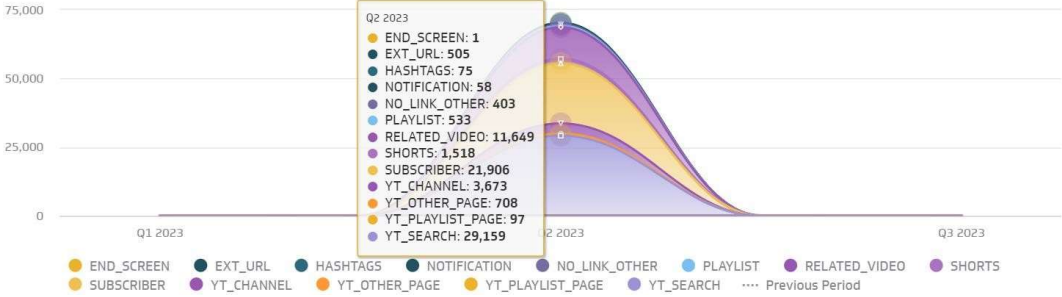 75,000
50,000
25,000
0
Q2 2023
END_SCREEN: 1
EXT_URL: 505
HASHTAGS: 75
NOTIFICATION: 58
NO_LINK_OTHER: 403
PLAYLIST: 533
RELATED_VIDEO: 11,649
SHORTS: 1,518
SUBSCRIBER: 21,906
YT_CHANNEL: 3,673
YT_OTHER_PAGE: 708
YT_PLAYLIST_PAGE: 97
YT_SEARCH: 29,159
Q1 2023 Q2 2023 Q3 2023
END_SCREEN EXT_URL HASHTAGS NOTIFICATION NO_LINK_OTHER PLAYLIST RELATED_VIDEO SHORTS
SUBSCRIBER YT_CHANNEL YT_OTHER_PAGE YT_PLAYLIST_PAGE YT_SEARCH Previous Period